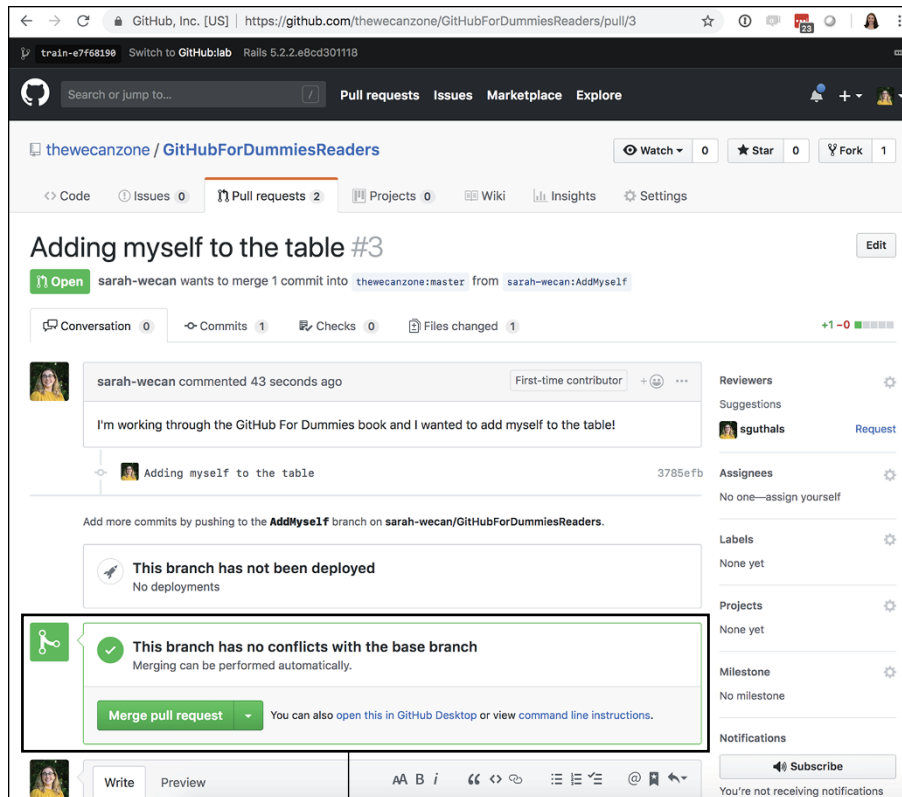 GitHub, Inc. [US] | https://github.com/thewecanzone/GitHubForDummiesReaders/pull/3
23
train-e7f68190 Switch to GitHub:lab Rails 5.2.2.e8cd301118
Search or jump to... / Pull requests Issues Marketplace Explore
thewecanzone / GitHubForDummiesReaders
Watch 0 Star 0 Fork 1
Code Issues 0 Pull requests 2 Projects 0 Wiki Insights Settings
Adding myself to the table #3
Edit
Open sarah-wecan wants to merge 1 commit into thewecanzone:master from sarah-wecan:AddMyself
Conversation 0 Commits 1 Checks 0 Files changed 1 +1 −0
sarah-wecan commented 43 seconds ago First-time contributor
I'm working through the GitHub For Dummies book and I wanted to add myself to the table!
Adding myself to the table 3785efb
Add more commits by pushing to the AddMyself branch on sarah-wecan/GitHubForDummiesReaders.
This branch has not been deployed
No deployments
This branch has no conflicts with the base branch
Merging can be performed automatically.
Merge pull request You can also open this in GitHub Desktop or view command line instructions.
Write Preview AA B i @
Reviewers
Suggestions
sguthals Request
Assignees
No one—assign yourself
Labels
None yet
Projects
None yet
Milestone
No milestone
Notifications
Subscribe
You're not receiving notifications